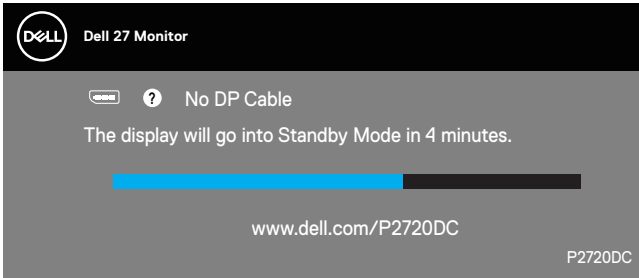 DELL
Dell 27 Monitor
? No DP Cable
The display will go into Standby Mode in 4 minutes.
www.dell.com/P2720DC
P2720DC